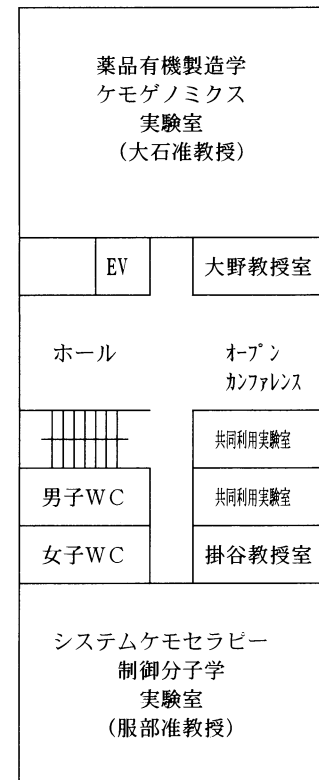 薬品有機製造学
ケモゲノミクス
実験室
(大石准教授)
EV
大野教授室
ホール
オープン
カンファレンス
共同利用実験室
男子WC
共同利用実験室
女子WC
掛谷教授室
システムケモセラピー
制御分子学
実験室
(服部准教授)